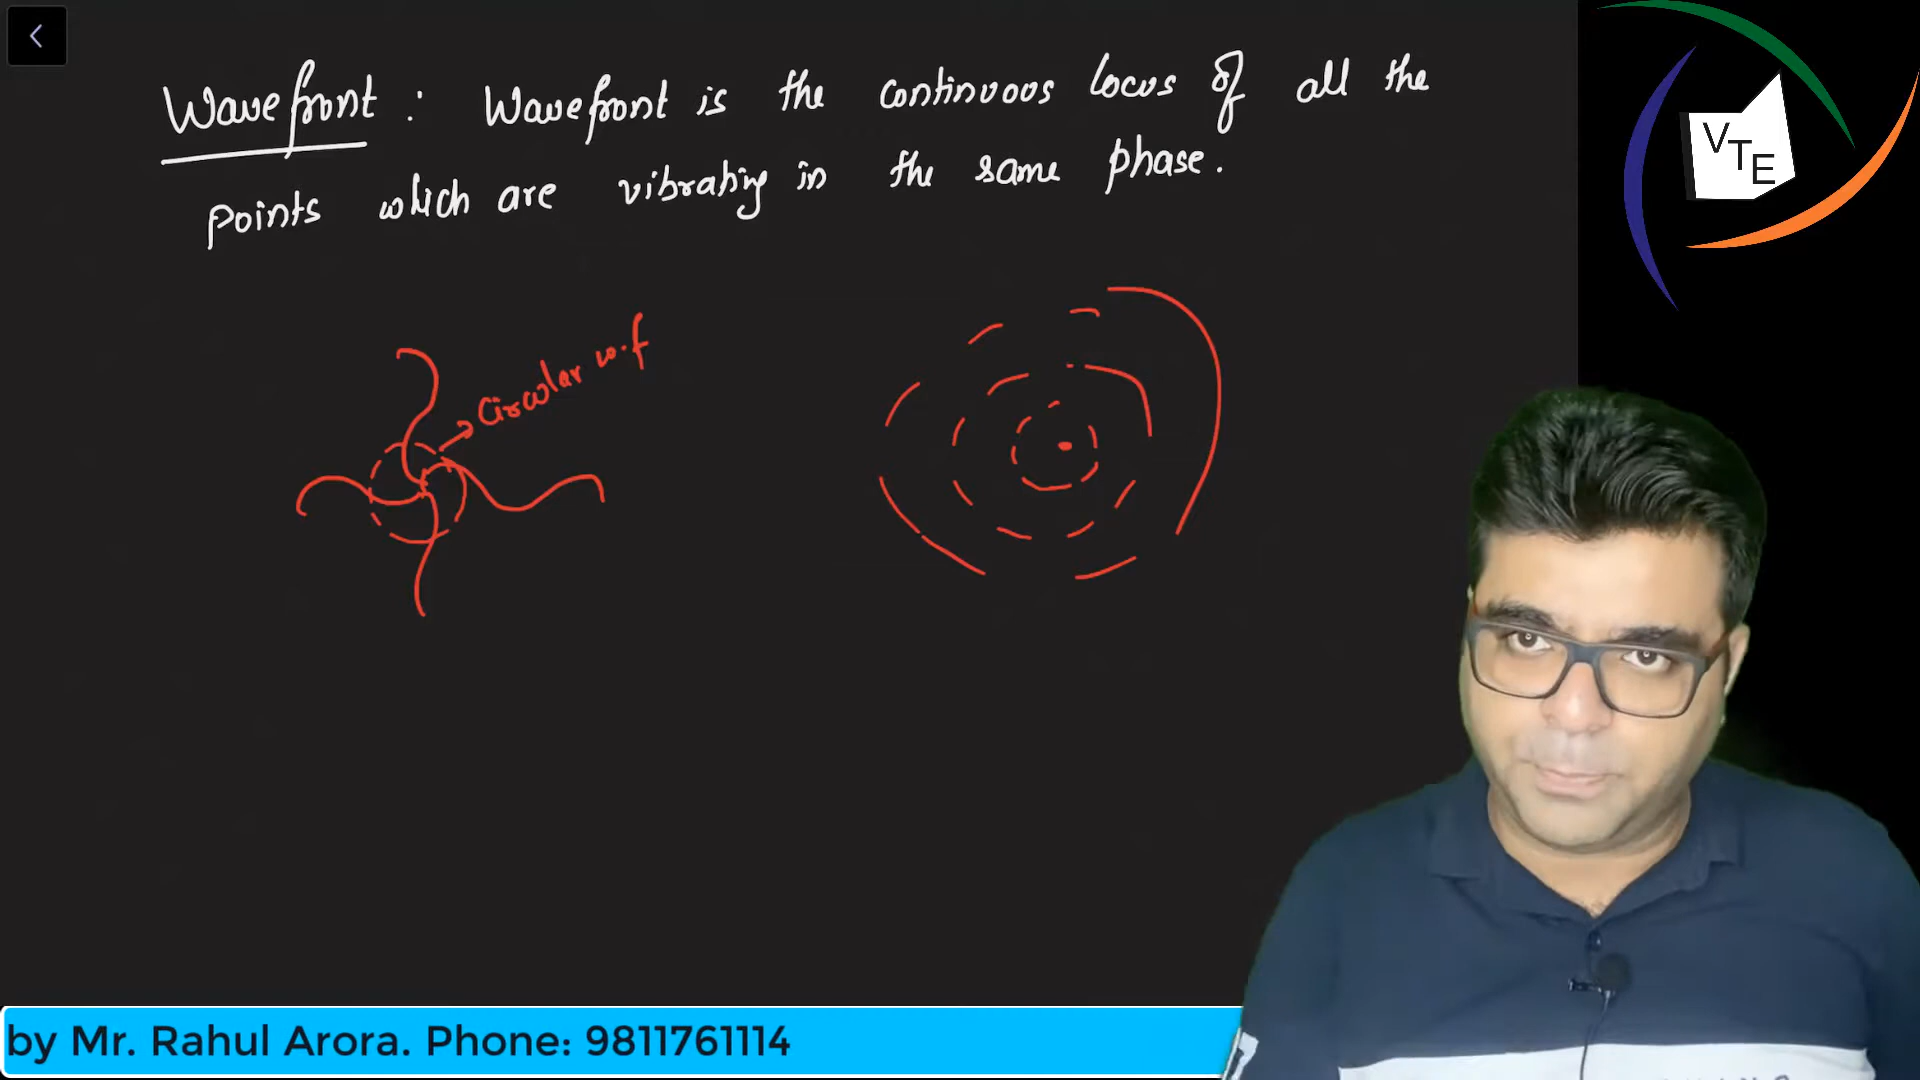 Wavefront : Wavefront is the continuous locus of all the
points which are vibrating in the same phase.
Circular w.f
VTE
by Mr. Rahul Arora. Phone: 9811761114